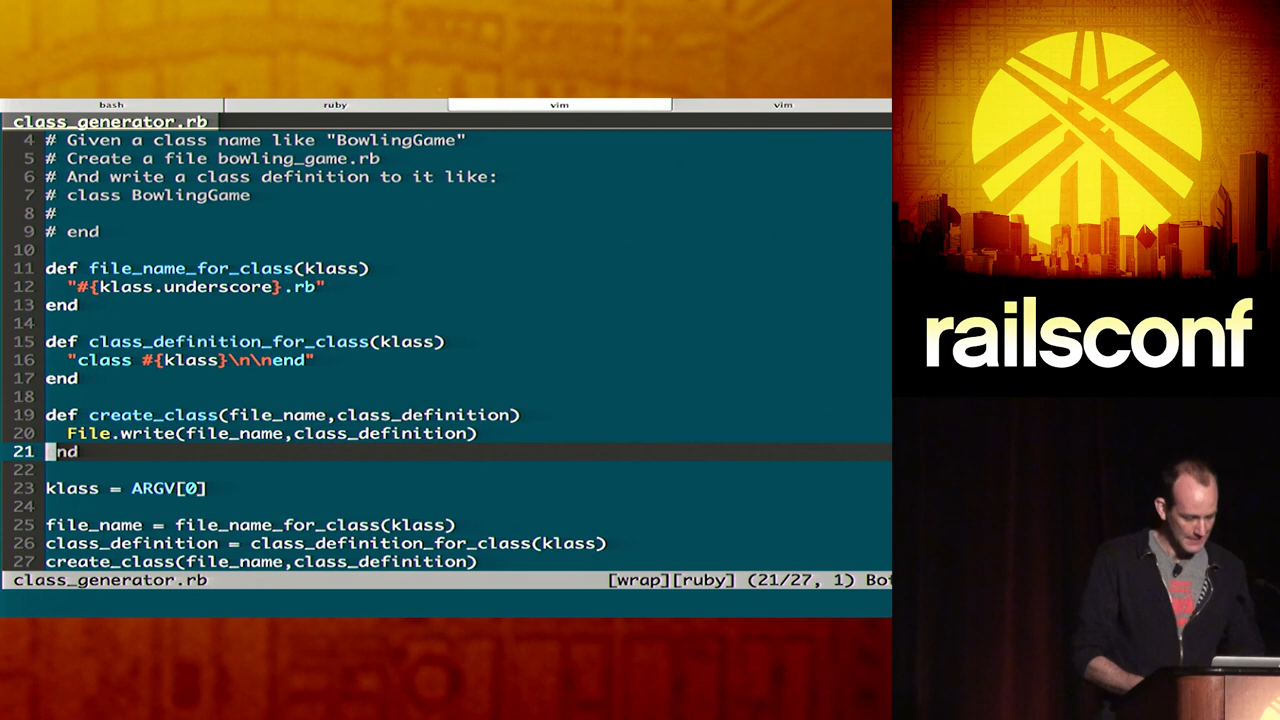 bash ruby vim vim
class_generator.rb
4 # Given a class name like "BowlingGame"
5 # Create a file bowling_game.rb
6 # And write a class definition to it like:
7 # class BowlingGame
8 #
9 # end
10
11 def file_name_for_class(klass)
12 "#{klass.underscore}.rb"
13 end
14
15 def class_definition_for_class(klass)
16 "class #{klass}\n\nend"
17 end
18
19 def create_class(file_name,class_definition)
20 File.write(file_name,class_definition)
21 end
22
23 klass = ARGV[0]
24
25 file_name = file_name_for_class(klass)
26 class_definition = class_definition_for_class(klass)
27 create_class(file_name,class_definition)
class_generator.rb [wrap][ruby] (21/27, 1) Bot
railsconf